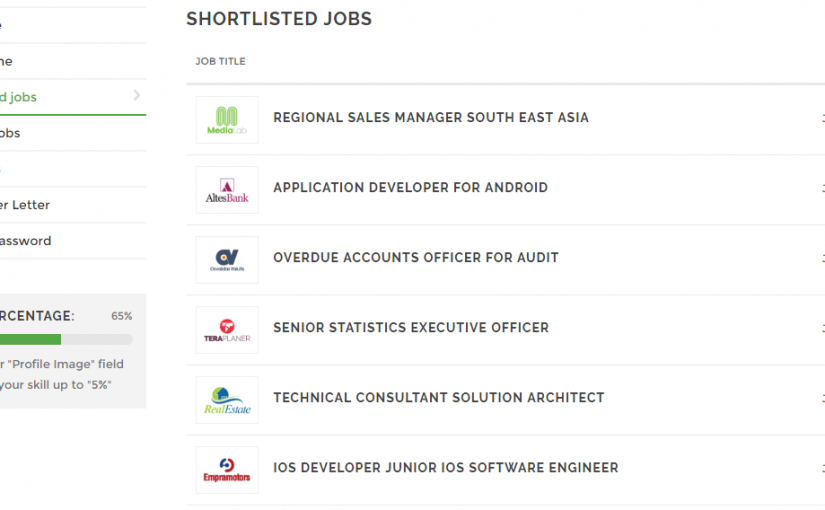 SHORTLISTED JOBS
JOB TITLE
d jobs
obs
er Letter
assword
RCENTAGE:
65%
r "Profile Image" field
your skill up to "5%"
MediaLab
REGIONAL SALES MANAGER SOUTH EAST ASIA
AltesBank
APPLICATION DEVELOPER FOR ANDROID
OV
OVERDUE ACCOUNTS OFFICER FOR AUDIT
TERAPLANER
SENIOR STATISTICS EXECUTIVE OFFICER
RealEstate
TECHNICAL CONSULTANT SOLUTION ARCHITECT
Empramotors
IOS DEVELOPER JUNIOR IOS SOFTWARE ENGINEER